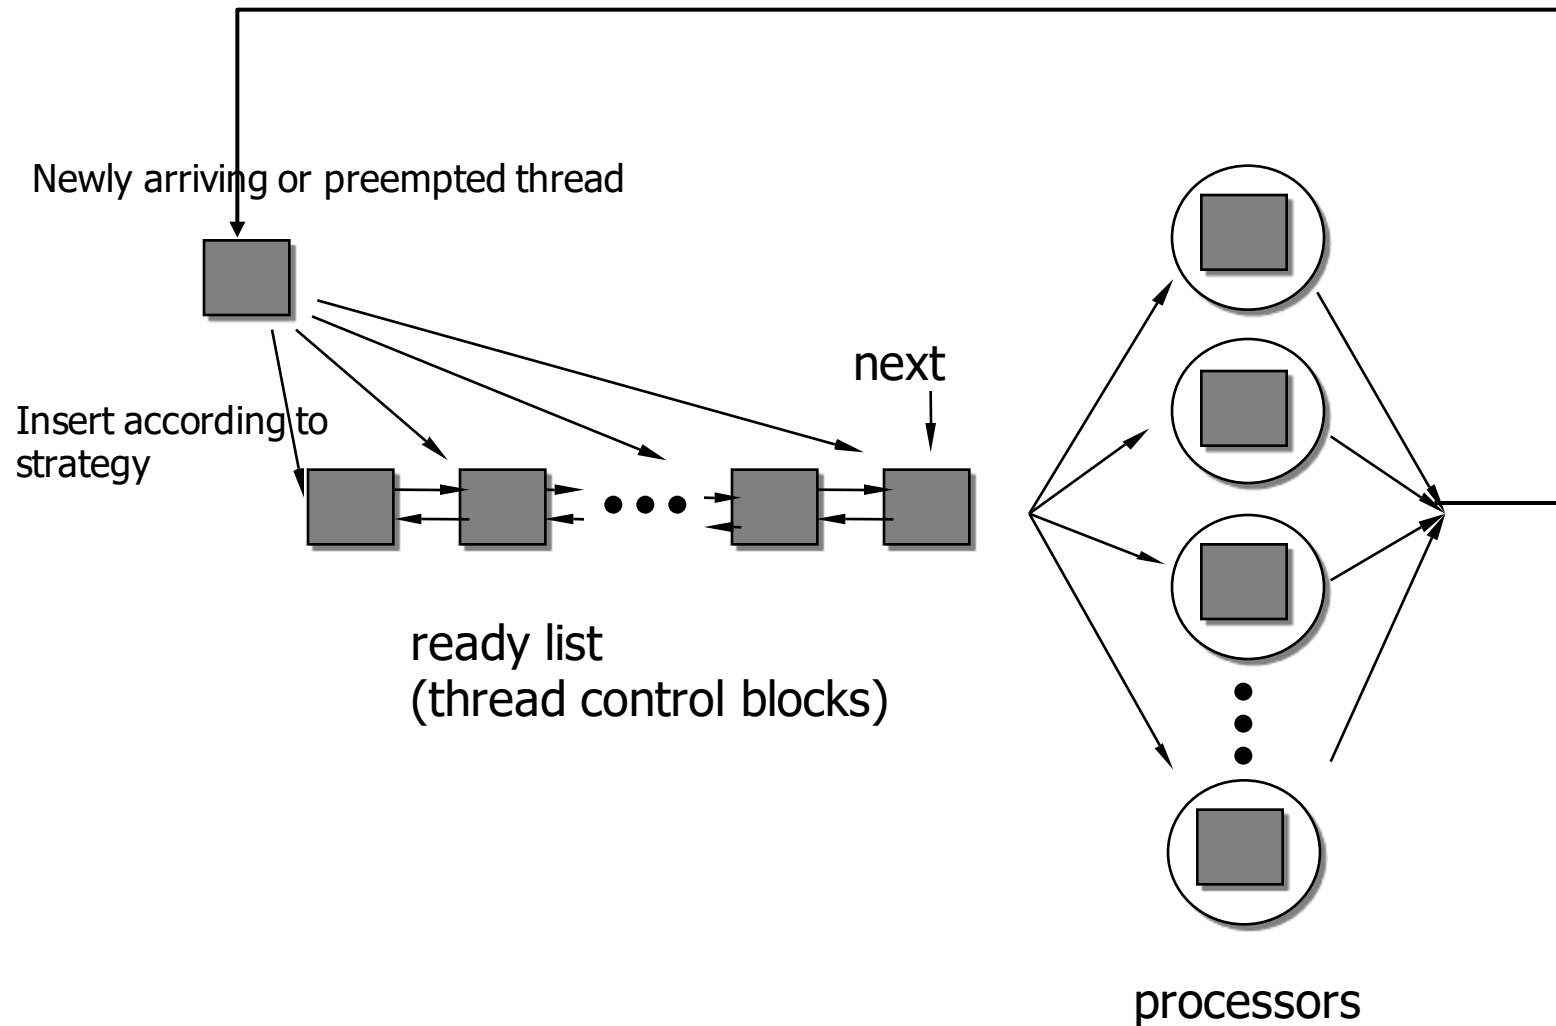 Newly arriving or preempted thread
next
Insert according to
strategy
ready list
(thread control blocks)
processors